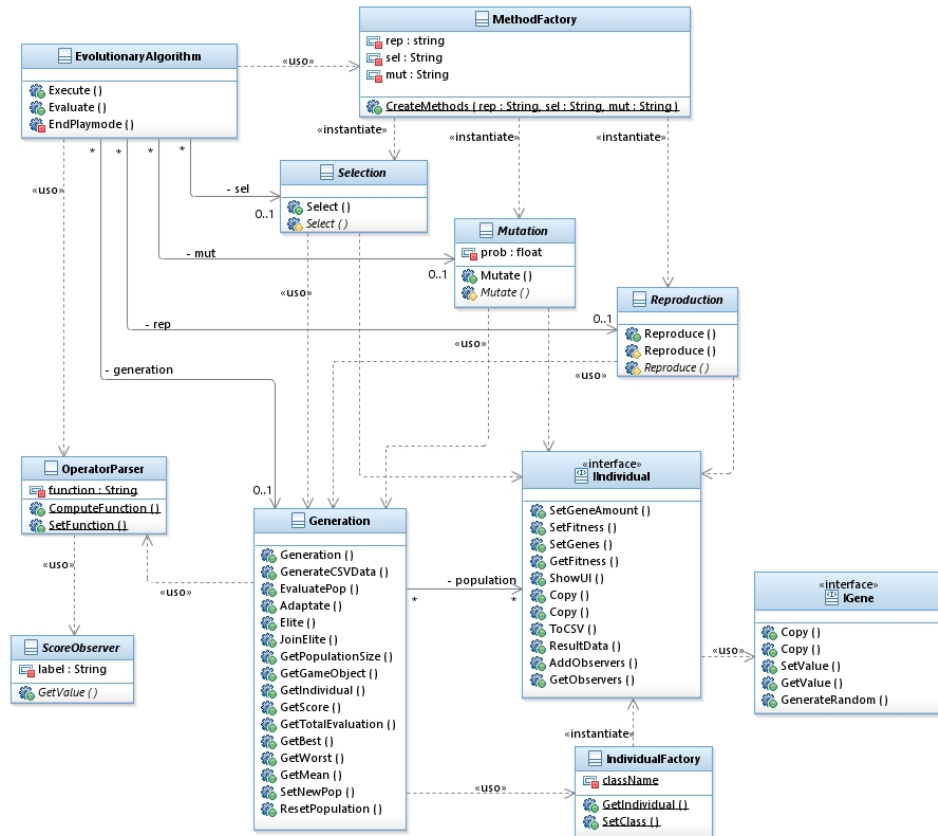 MethodFactory
rep : string
sel : String
mut : String
CreateMethods ( rep : String, sel : String, mut : String )
EvolutionaryAlgorithm
Execute ( )
Evaluate ( )
EndPlaymode ( )
«uso»
«instantiate»
«instantiate»
«instantiate»
* * * *
«uso»
Selection
Select ( )
Select ( )
- sel
0..1
Mutation
prob : float
Mutate ( )
Mutate ( )
- mut
0..1
«uso»
Reproduction
Reproduce ( )
Reproduce ( )
Reproduce ( )
- rep
0..1
«uso»
«uso»
- generation
0..1
OperatorParser
function : String
ComputeFunction ( )
SetFunction ( )
«uso»
«uso»
ScoreObserver
label : String
GetValue ( )
Generation
Generation ( )
GenerateCSVData ( )
EvaluatePop ( )
Adaptate ( )
Elite ( )
JoinElite ( )
GetPopulationSize ( )
GetGameObject ( )
GetIndividual ( )
GetScore ( )
GetTotalEvaluation ( )
GetBest ( )
GetWorst ( )
GetMean ( )
SetNewPop ( )
ResetPopulation ( )
- population
* *
«interface»
IIndividual
SetGeneAmount ( )
SetFitness ( )
SetGenes ( )
GetFitness ( )
ShowUI ( )
Copy ( )
Copy ( )
ToCSV ( )
ResultData ( )
AddObservers ( )
GetObservers ( )
«uso»
«interface»
IGene
Copy ( )
Copy ( )
SetValue ( )
GetValue ( )
GenerateRandom ( )
«instantiate»
«uso»
IndividualFactory
className
GetIndividual ( )
SetClass ( )